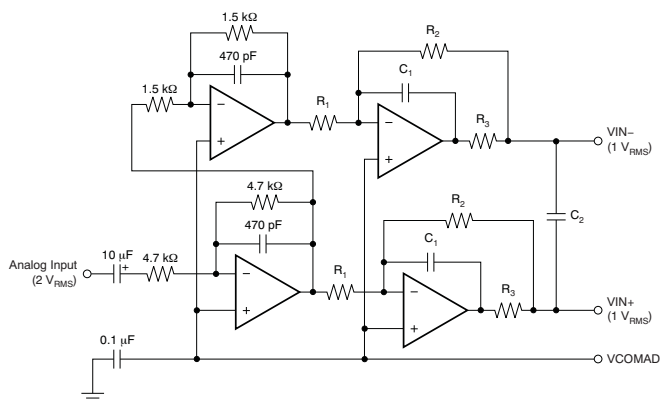 1.5 kΩ
470 pF
1.5 kΩ
−
+
R1
R2
C1
−
+
R3
VIN−
(1 VRMS)
4.7 kΩ
470 pF
10 μF
+
4.7 kΩ
Analog Input
(2 VRMS)
−
+
R1
R2
C1
−
+
R3
C2
VIN+
(1 VRMS)
0.1 μF
VCOMAD